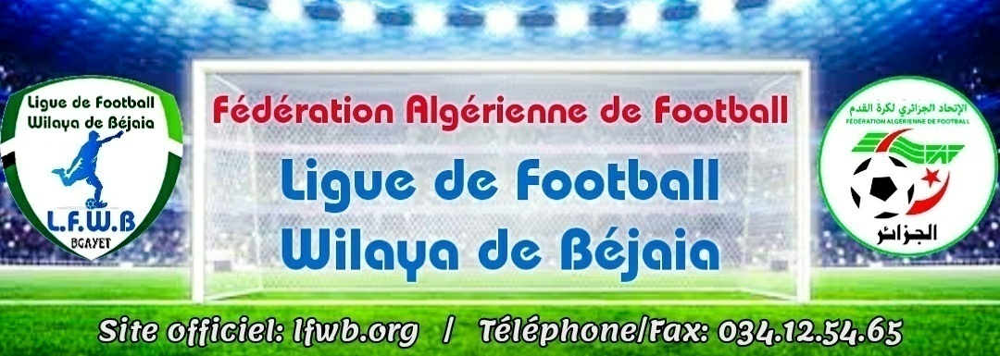 Ligue de Football
Wilaya de Béjaia
L.F.W.B
BGAYET
Fédération Algérienne de Football
Ligue de Football
Wilaya de Béjaia
الإتحاد الجزائري لكرة القدم
FÉDÉRATION ALGÉRIENNE DE FOOTBALL
FAF
الجزائر
Site officiel: lfwb.org / Téléphone/Fax: 034.12.54.65